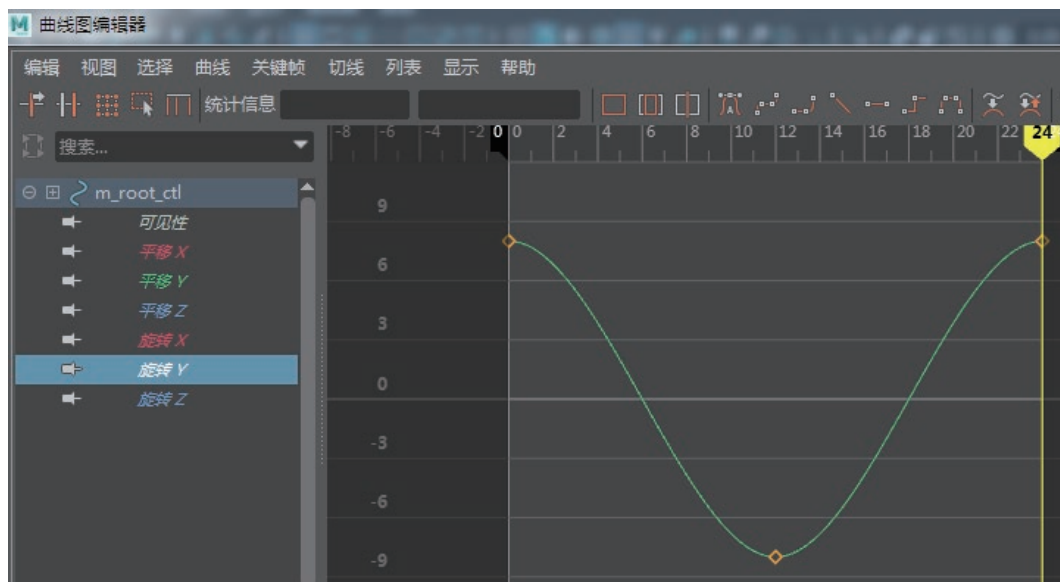 曲线图编辑器
编辑 视图 选择 曲线 关键帧 切线 列表 显示 帮助
统计信息
搜索...
-8 -6 -4 -2 0 0 2 4 6 8 10 12 14 16 18 20 22 24
m_root_ctl
可见性
平移 X
平移 Y
平移 Z
旋转 X
旋转 Y
旋转 Z
9
6
3
0
-3
-6
-9